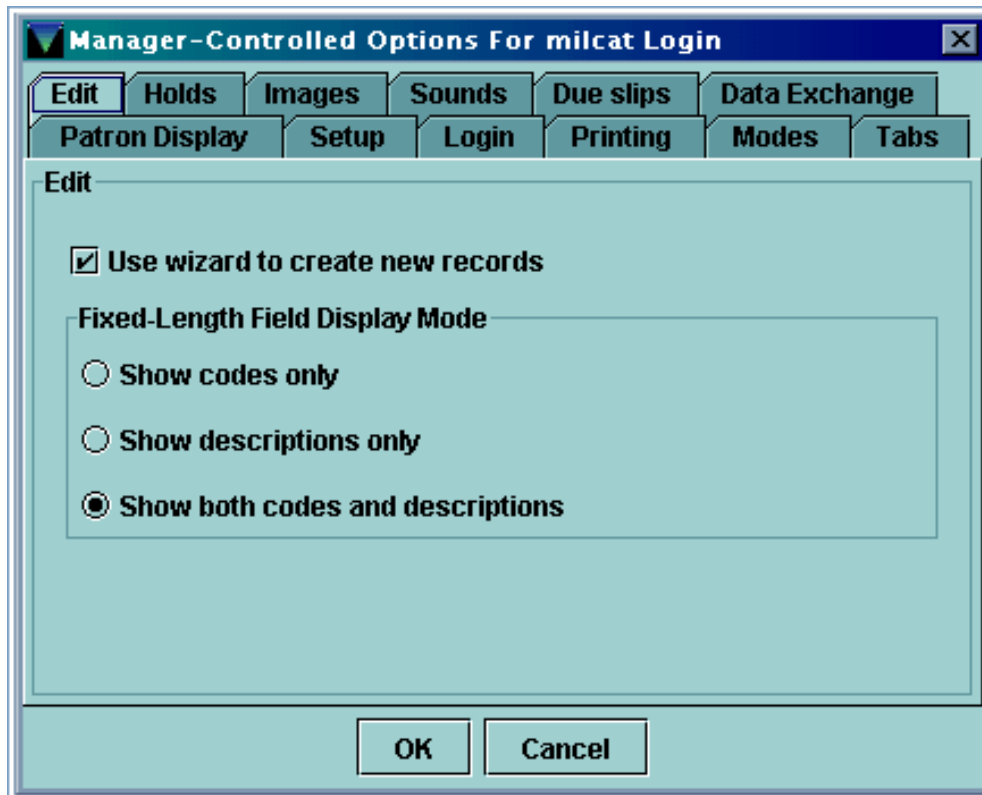 Manager-Controlled Options For milcat Login
Edit Holds Images Sounds Due slips Data Exchange
Patron Display Setup Login Printing Modes Tabs
Edit
Use wizard to create new records
Fixed-Length Field Display Mode
Show codes only
Show descriptions only
Show both codes and descriptions
OK Cancel